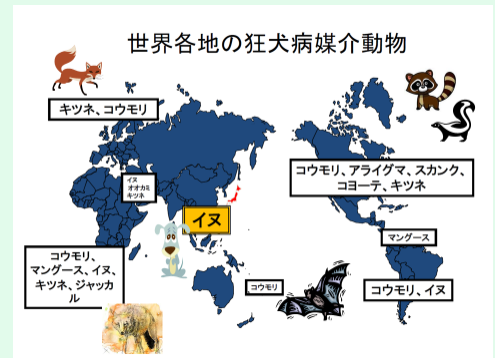 世界各地の狂犬病媒介動物
キツネ、コウモリ
イヌ
オオカミ
キツネ
イヌ
コウモリ、アライグマ、スカンク、
コヨーテ、キツネ
マングース
コウモリ、
マングース、イヌ、
キツネ、ジャッカ
ル
コウモリ
コウモリ、イヌ